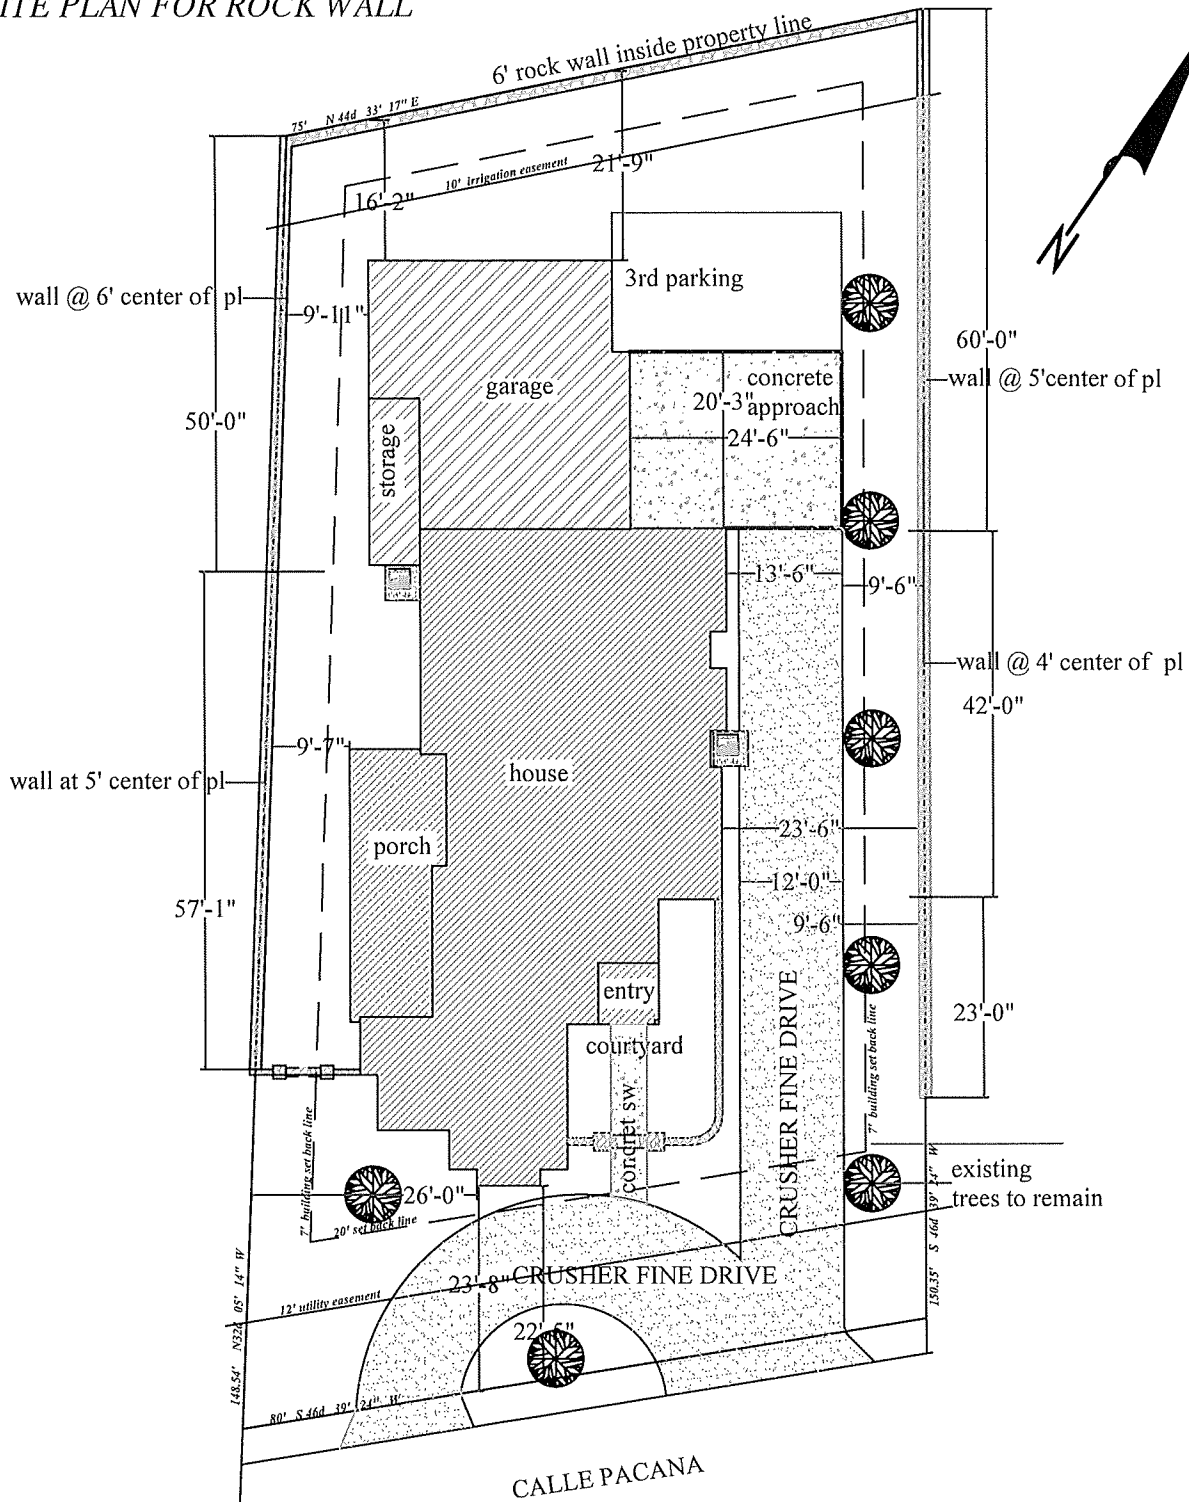 ITE PLAN FOR ROCK WALL
6' rock wall inside property line
75' N 44d 33' 17" E
10' irrigation easement
21'-9"
16'-2"
N
3rd parking
wall @ 6' center of pl
9'-11"
60'-0"
wall @ 5'center of pl
garage
concrete
approach
20'-3"
24'-6"
50'-0"
storage
13'-6"
9'-6"
wall @ 4' center of pl
42'-0"
9'-7"
house
wall at 5' center of pl
porch
23'-6"
12'-0"
57'-1"
9'-6"
entry
23'-0"
courtyard
concret sw
CRUSHER FINE DRIVE
7' building set back line
7' building set back line
existing
trees to remain
26'-0"
20' set back line
150.35' S 46d 39' 24" W
23'-8"
CRUSHER FINE DRIVE
12' utility easement
22'-5"
148.54' N32d 05' 14" W
80' S 46d 39' 24" W
CALLE PACANA